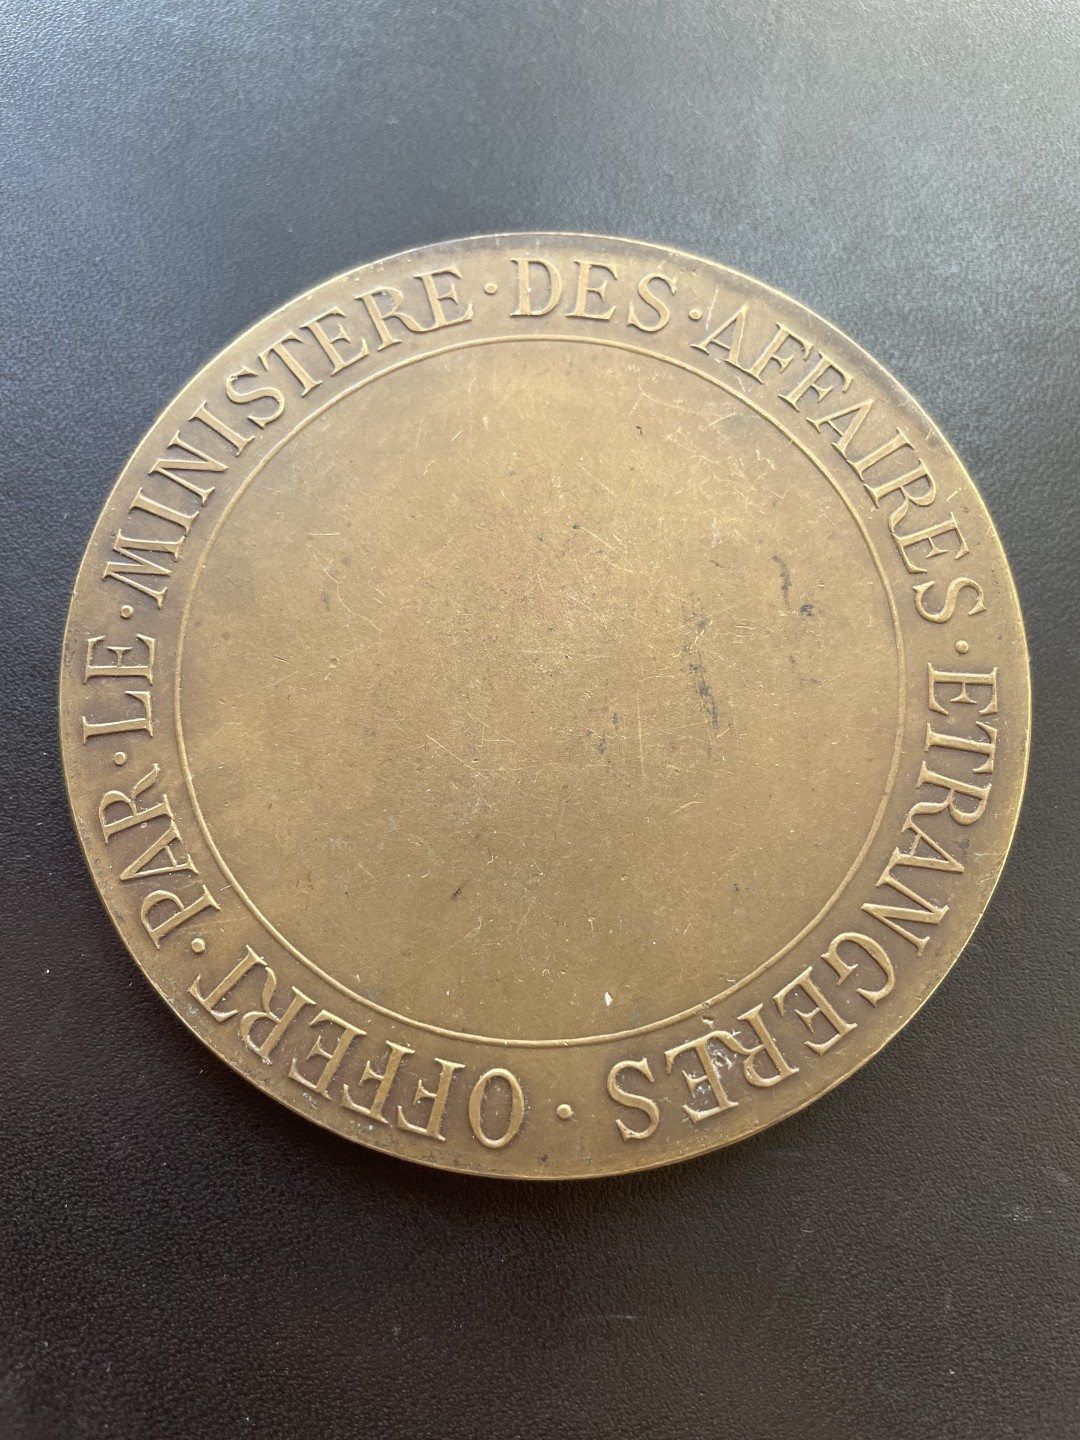 OFFERT · PAR · LE · MINISTERE · DES · AFFAIRES · ETRANGERES ·